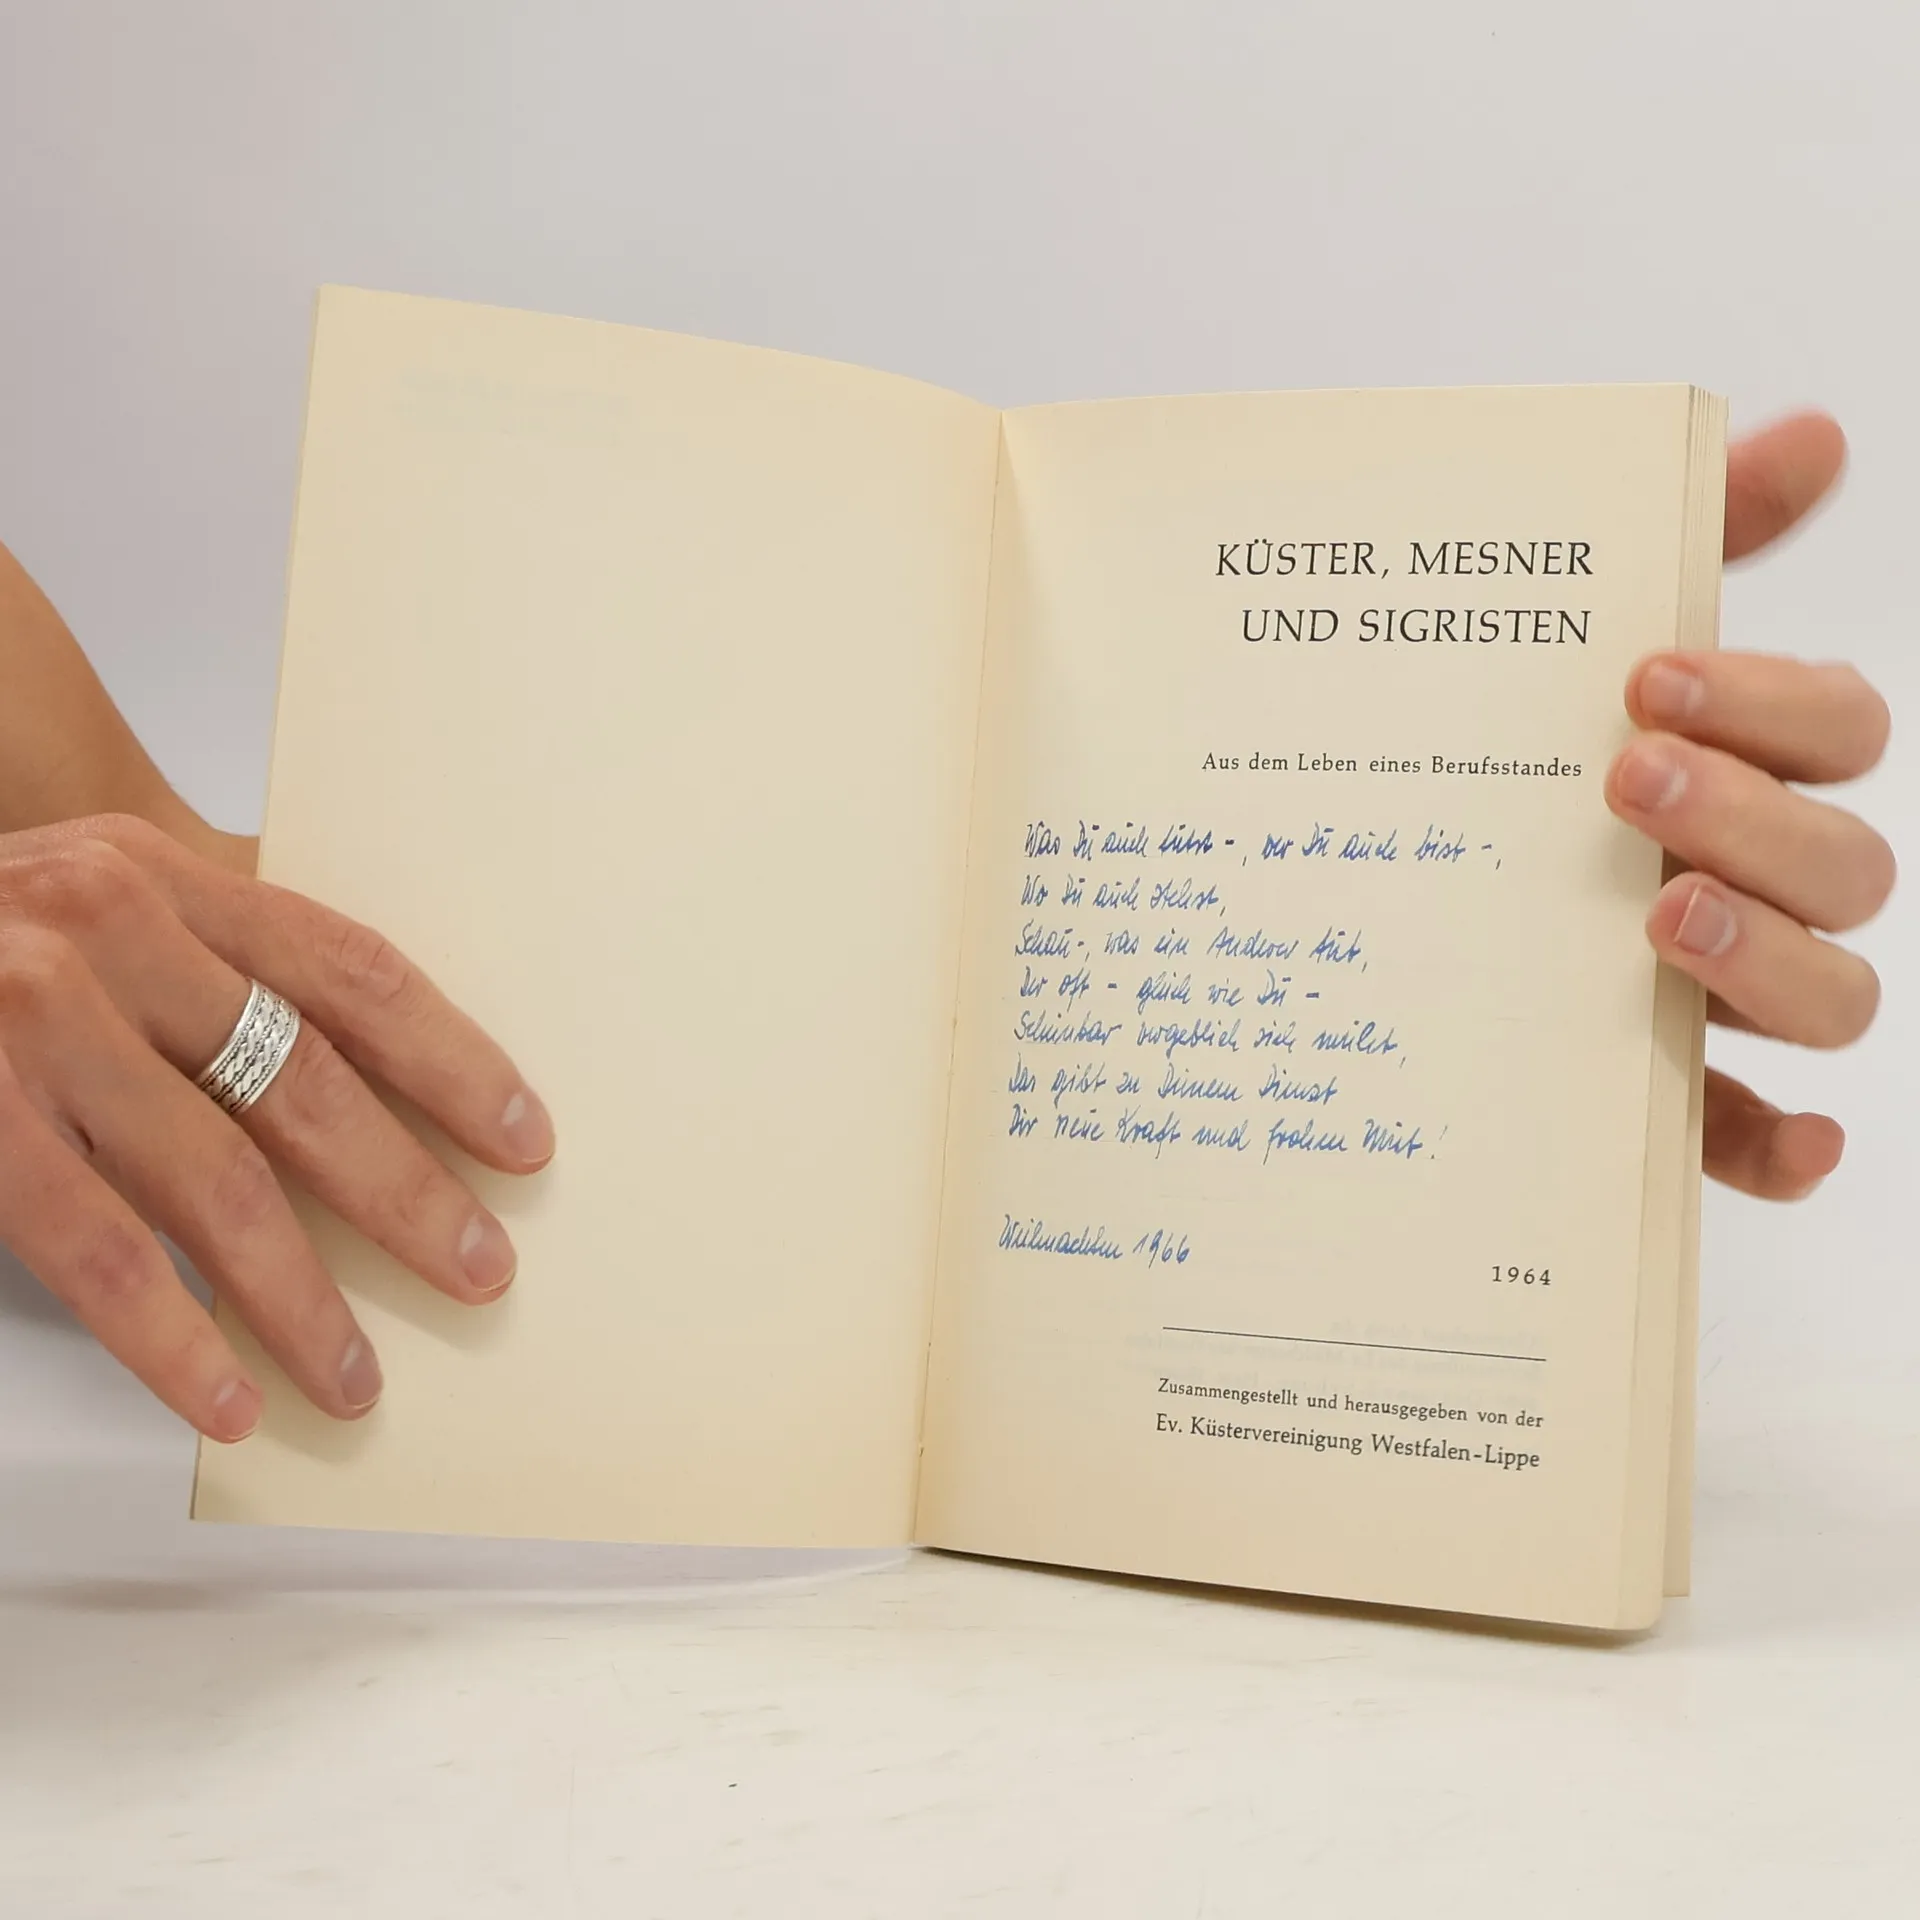 KÜSTER, MESNER
UND SIGRISTEN
Aus dem Leben eines Berufsstandes
Was Du auch tust -, wer Du auch bist -,
Wo Du auch stehst,
Schau -, was ein Anderer tut,
Der oft - gleich wie Du -
Scheinbar vergeblich sich müht,
Das gibt zu Deinem Dienst
Dir neue Kraft und frohen Mut!
Weihnachten 1966
1964
Zusammengestellt und herausgegeben von der
Ev. Küstervereinigung Westfalen-Lippe